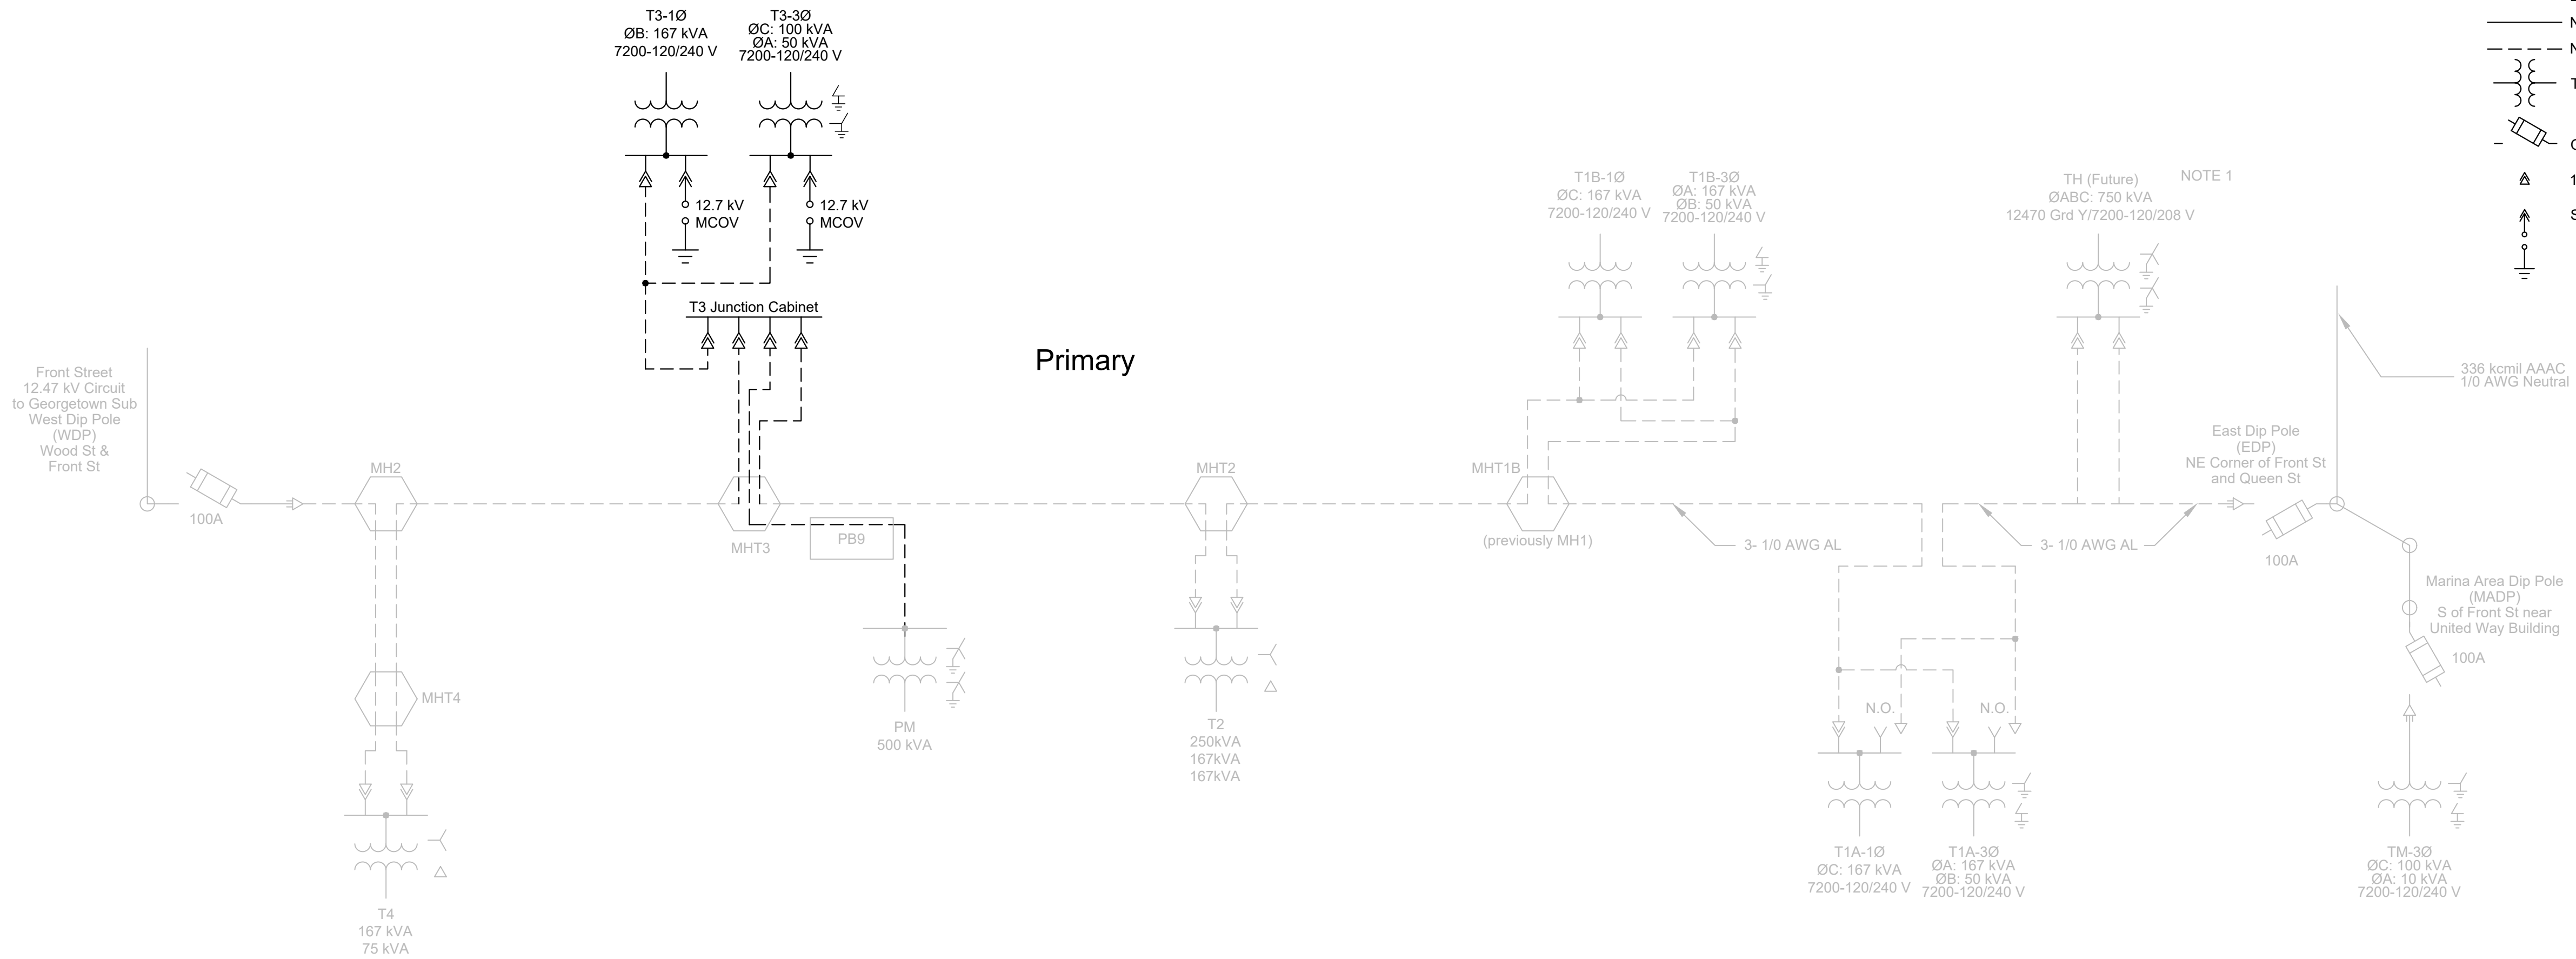 T3-1Ø
ØB: 167 kVA
7200-120/240 V
T3-3Ø
ØC: 100 kVA
ØA: 50 kVA
7200-120/240 V
12.7 kV
MCOV
12.7 kV
MCOV
T3 Junction Cabinet
Primary
T1B-1Ø
ØC: 167 kVA
7200-120/240 V
T1B-3Ø
ØA: 167 kVA
ØB: 50 kVA
7200-120/240 V
TH (Future)
ØABC: 750 kVA
12470 Grd Y/7200-120/208 V
NOTE 1
Front Street
12.47 kV Circuit
to Georgetown Sub
West Dip Pole
(WDP)
Wood St &
Front St
100A
MH2
MHT3
PB9
MHT2
MHT1B
(previously MH1)
3- 1/0 AWG AL
3- 1/0 AWG AL
336 kcmil AAAC
1/0 AWG Neutral
East Dip Pole
(EDP)
NE Corner of Front St
and Queen St
100A
Marina Area Dip Pole
(MADP)
S of Front St near
United Way Building
100A
MHT4
PM
500 kVA
T2
250kVA
167kVA
167kVA
N.O.
N.O.
T4
167 kVA
75 kVA
T1A-1Ø
ØC: 167 kVA
7200-120/240 V
T1A-3Ø
ØA: 167 kVA
ØB: 50 kVA
7200-120/240 V
TM-3Ø
ØC: 100 kVA
ØA: 10 kVA
7200-120/240 V